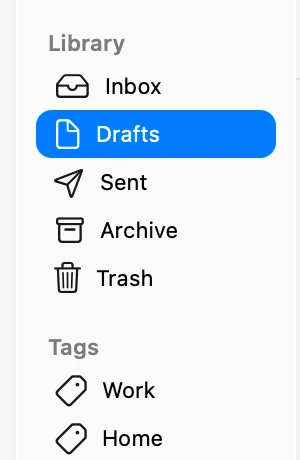 Library
Inbox
Drafts
Sent
Archive
Trash
Tags
Work
Home